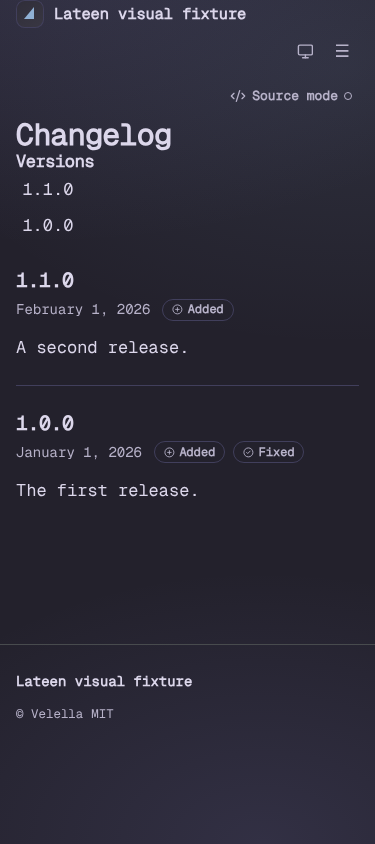 Lateen visual fixture
</> Source mode
Changelog
Versions
1.1.0
1.0.0
1.1.0
February 1, 2026 Added
A second release.
1.0.0
January 1, 2026 Added Fixed
The first release.
Lateen visual fixture
© Velella MIT